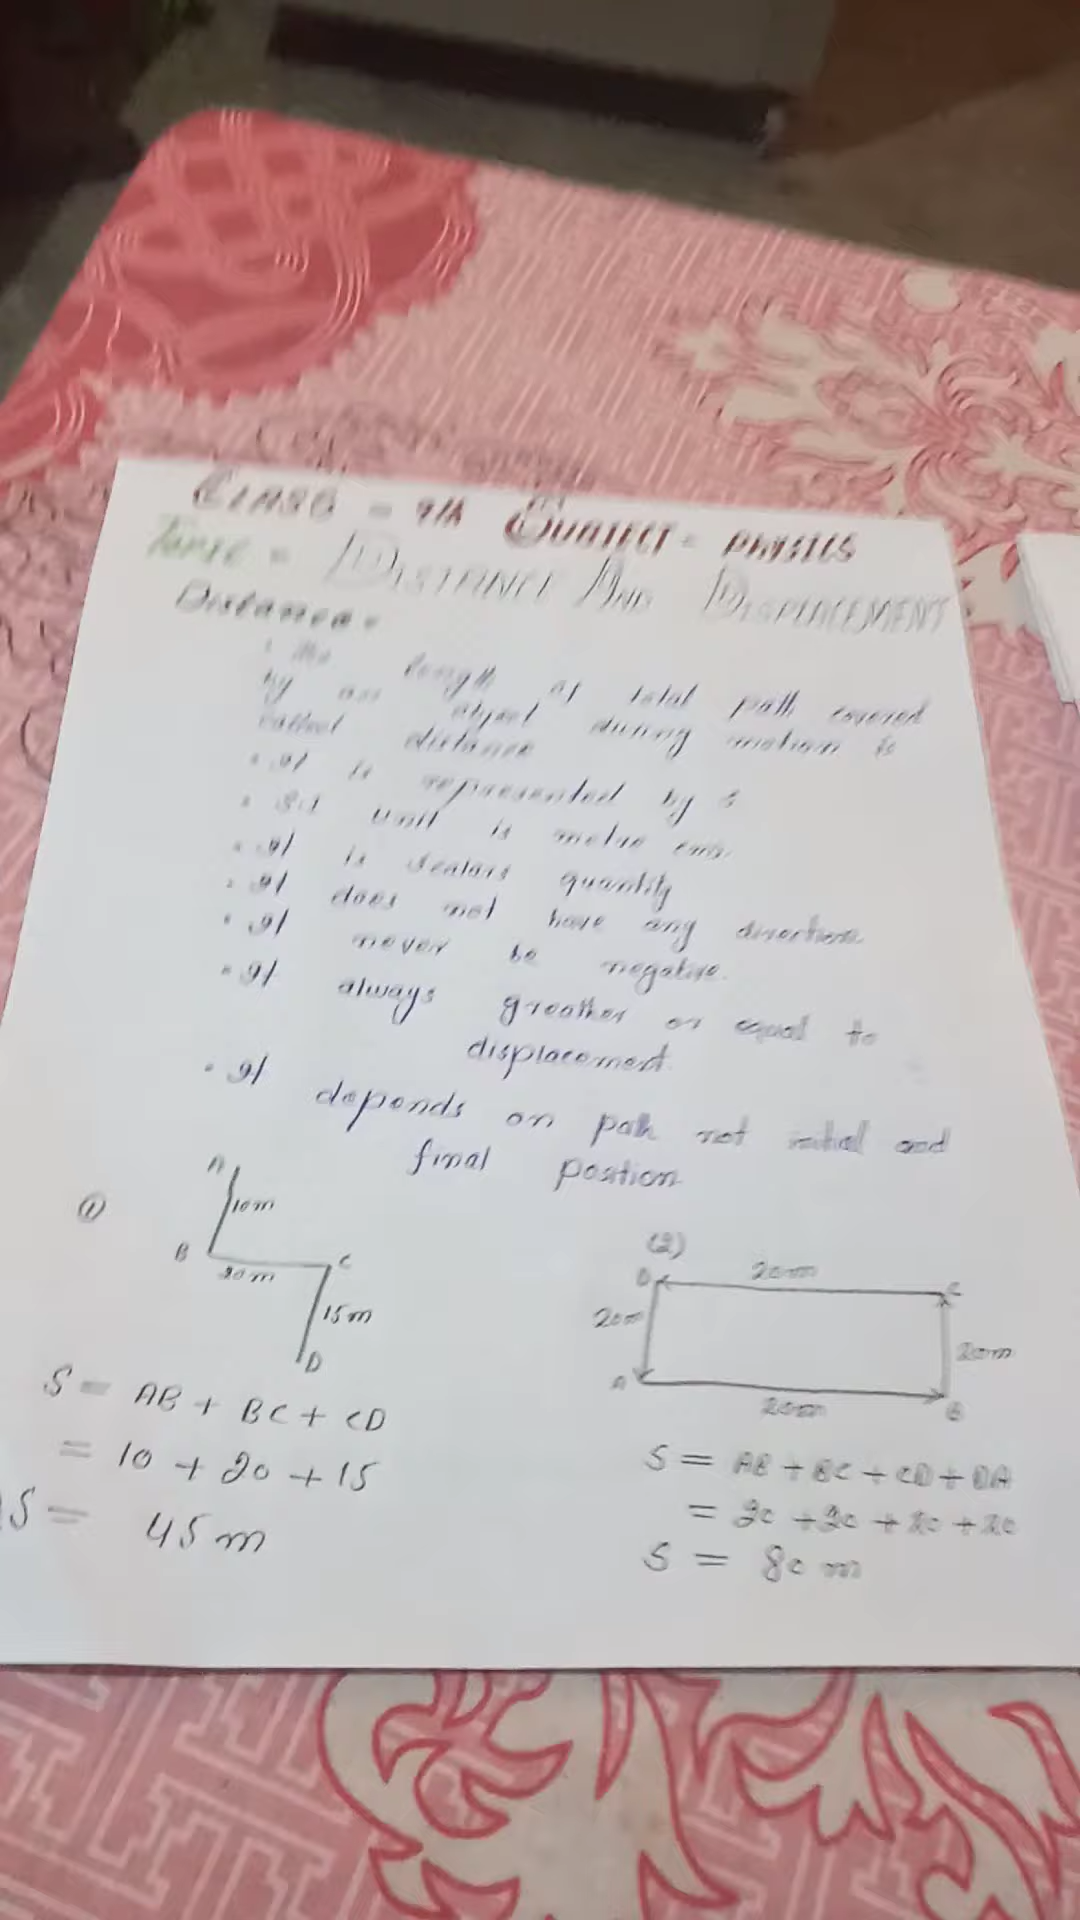 CLASS = 9th SUBJECT = PHYSICS
TOPIC = DISTANCE AND DISPLACEMENT
Distance =
• The length of total path covered
by an object during motion is
called distance
• It is represented by s
• S.I unit is metre
• It is scalars quantity
• It does not have any direction
• It never be negative.
• It always greather or equal to
displacement.
• It depends on path not initial and
final position
①
A
10m
B
20m
C
15m
D
S = AB + BC + CD
= 10 + 20 + 15
S = 45 m
(2)
D
20m
C
20m
20m
A
20m
B
S = AB + BC + CD + DA
= 20 + 20 + 20 + 20
S = 80 m